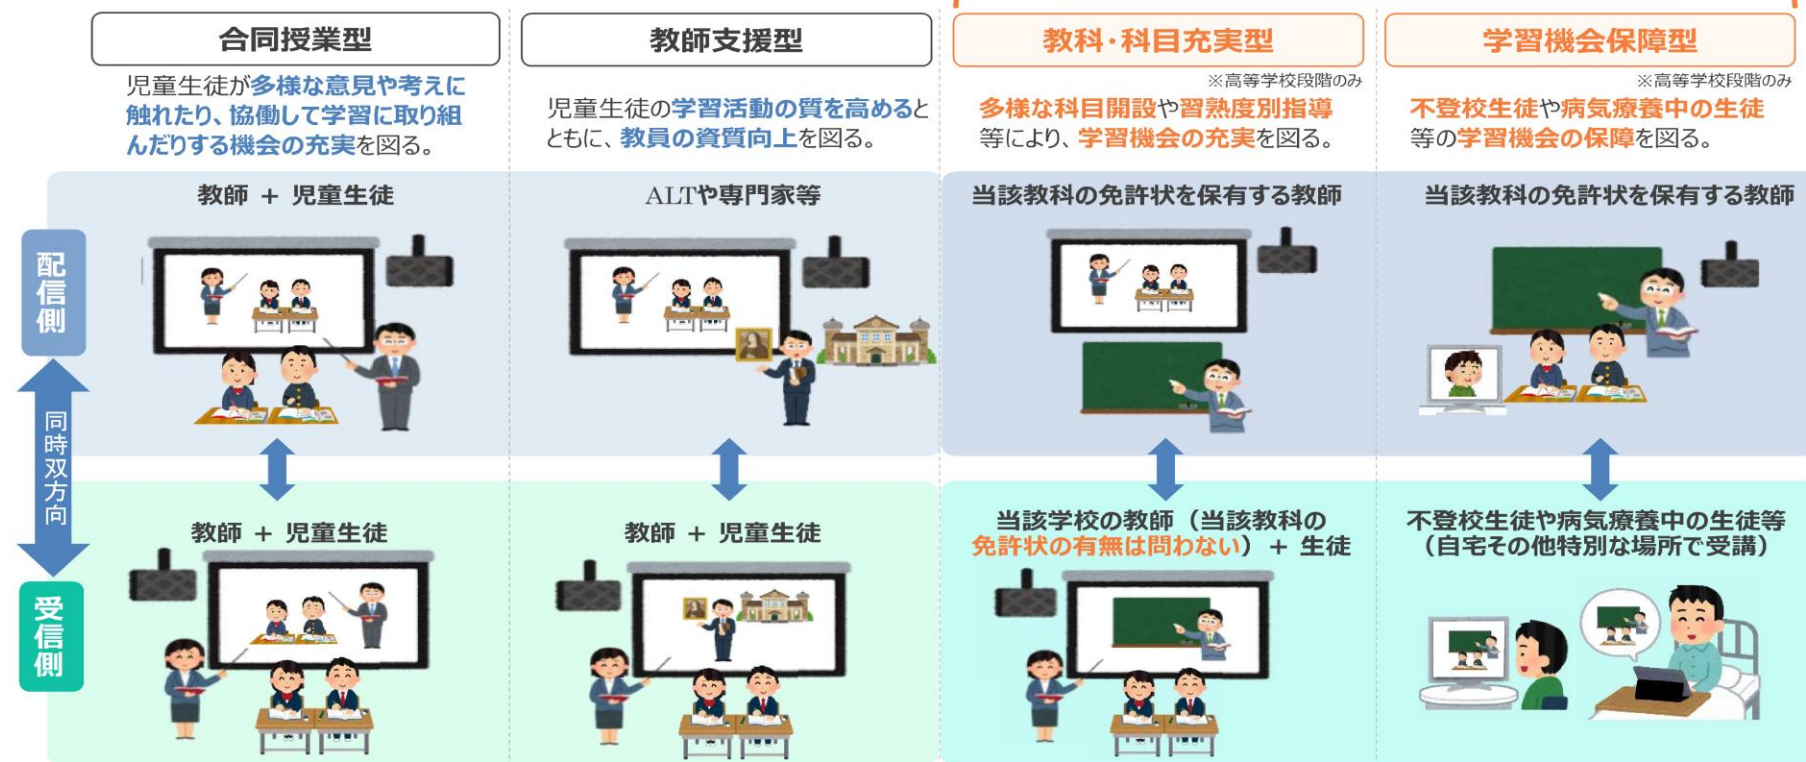 合同授業型
児童生徒が多様な意見や考えに
触れたり、協働して学習に取り組
んだりする機会の充実を図る。
教師支援型
児童生徒の学習活動の質を高めると
ともに、教員の資質向上を図る。
教科・科目充実型
※高等学校段階のみ
多様な科目開設や習熟度別指導
等により、学習機会の充実を図る。
学習機会保障型
※高等学校段階のみ
不登校生徒や病気療養中の生徒
等の学習機会の保障を図る。
配信側
教師 + 児童生徒
ALTや専門家等
当該教科の免許状を保有する教師
当該教科の免許状を保有する教師
同時双方向
受信側
教師 + 児童生徒
教師 + 児童生徒
当該学校の教師（当該教科の
免許状の有無は問わない）+ 生徒
不登校生徒や病気療養中の生徒等
（自宅その他特別な場所で受講）